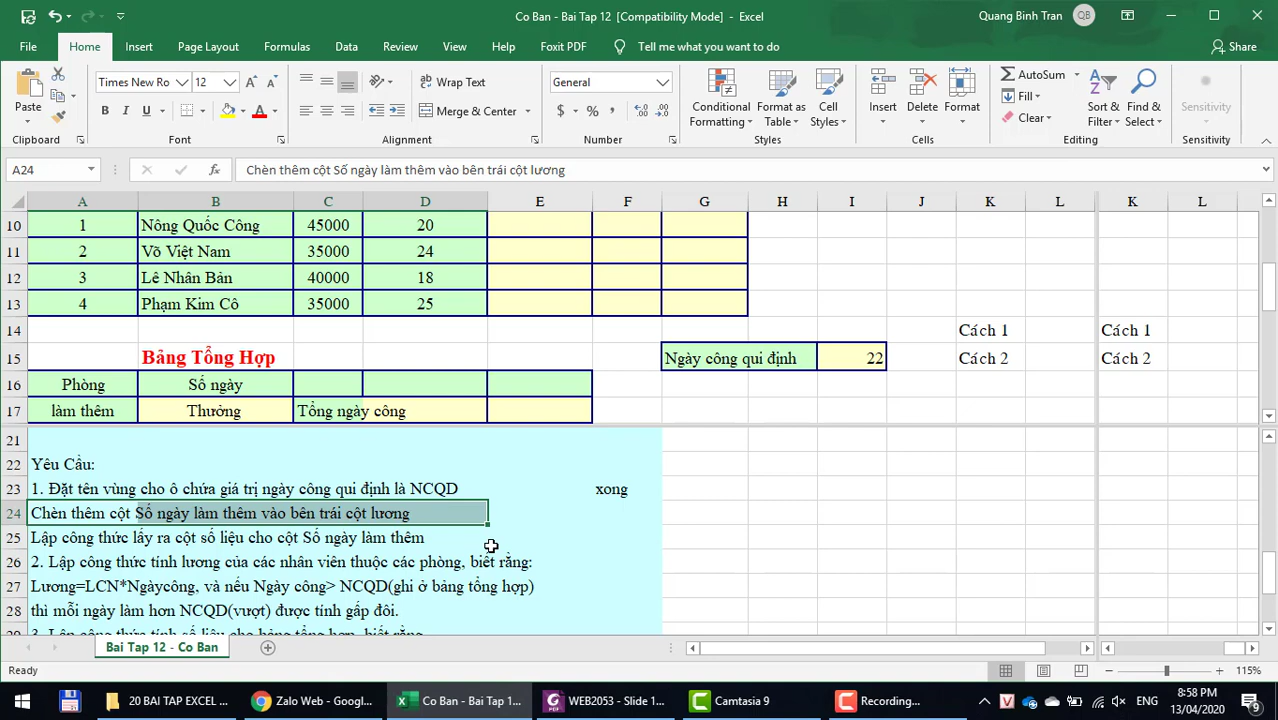 Co Ban - Bai Tap 12 [Compatibility Mode] - Excel
Quang Binh Tran QB
File Home Insert Page Layout Formulas Data Review View Help Foxit PDF Tell me what you want to do Share
Times New Ro 12 Wrap Text General AutoSum
Paste B I U Merge & Center $ % Conditional Formatting Format as Table Cell Styles Insert Delete Format Fill Clear Sort & Filter Find & Select Sensitivity
Clipboard Font Alignment Number Styles Cells Editing Sensitivity
A24 fx Chèn thêm cột Số ngày làm thêm vào bên trái cột lương
A B C D E F G H I J K L K L
10 1 Nông Quốc Công 45000 20
11 2 Võ Việt Nam 35000 24
12 3 Lê Nhân Bản 40000 18
13 4 Phạm Kim Cô 35000 25
14 Cách 1 Cách 1
15 Bảng Tổng Hợp Ngày công qui định 22 Cách 2 Cách 2
16 Phòng Số ngày
17 làm thêm Thưởng Tổng ngày công
21
22 Yêu Cầu:
23 1. Đặt tên vùng cho ô chứa giá trị ngày công qui định là NCQD xong
24 Chèn thêm cột Số ngày làm thêm vào bên trái cột lương
25 Lập công thức lấy ra cột số liệu cho cột Số ngày làm thêm
26 2. Lập công thức tính lương của các nhân viên thuộc các phòng, biết rằng:
27 Lương=LCN*Ngàycông, và nếu Ngày công> NCQD(ghi ở bảng tổng hợp)
28 thì mỗi ngày làm hơn NCQD(vượt) được tính gấp đôi.
Bai Tap 12 - Co Ban
Ready 115%
20 BAI TAP EXCEL ... Zalo Web - Googl... Co Ban - Bai Tap 1... WEB2053 - Slide 1... Camtasia 9 Recording... ENG 8:58 PM
13/04/2020